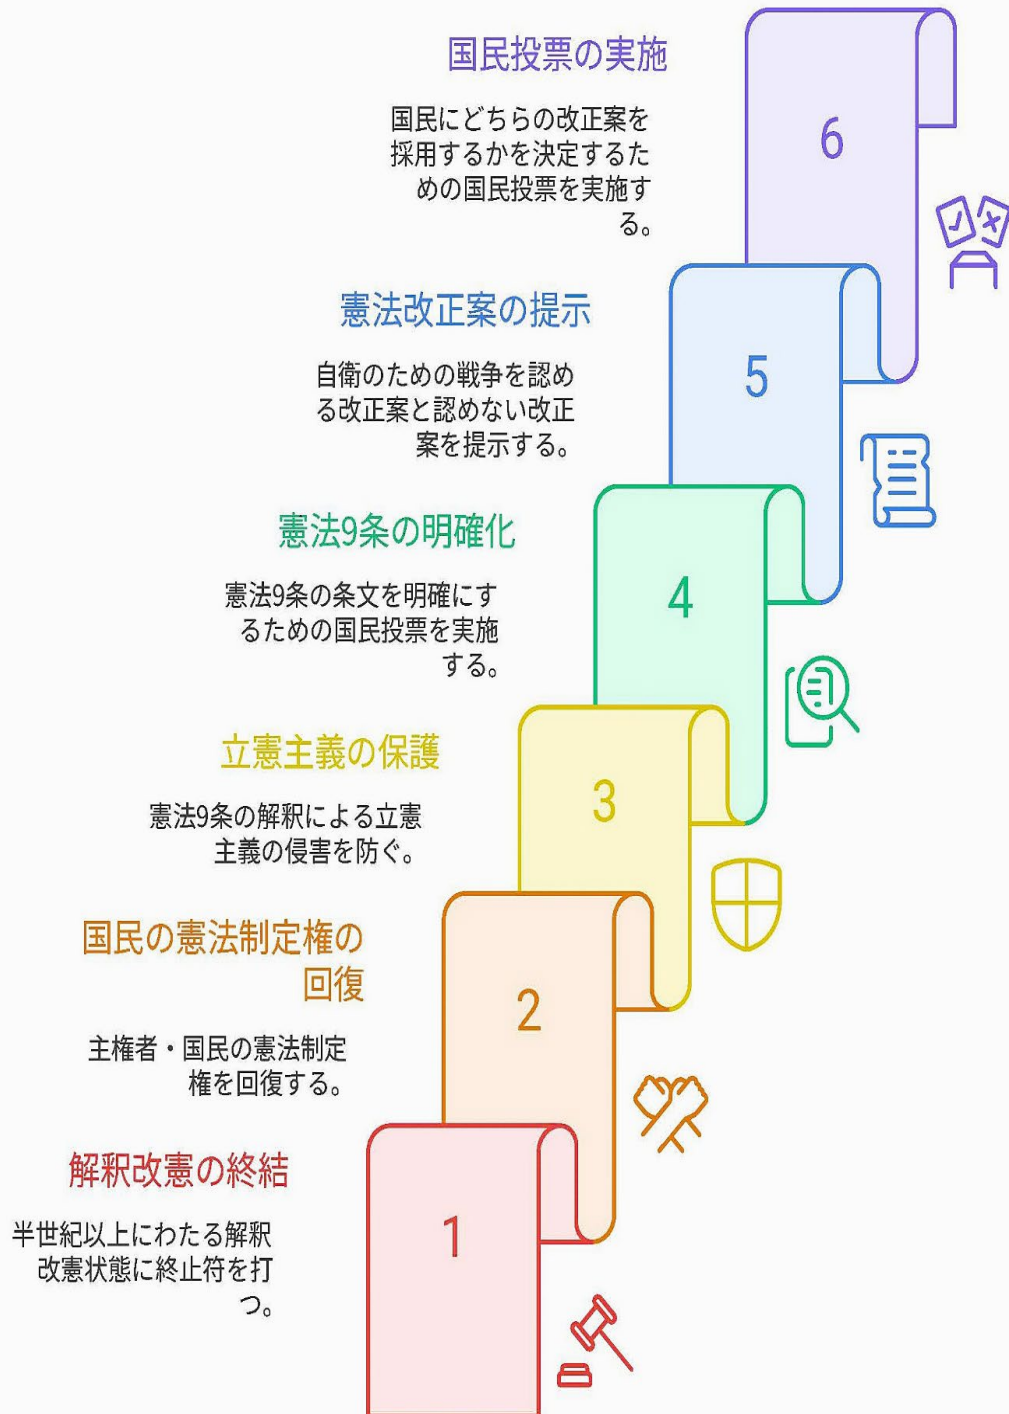 国民投票の実施
国民にどちらの改正案を
採用するかを決定するた
めの国民投票を実施す
る。
6
憲法改正案の提示
自衛のための戦争を認め
る改正案と認めない改正
案を提示する。
5
憲法9条の明確化
憲法9条の条文を明確にす
るための国民投票を実施
する。
4
立憲主義の保護
憲法9条の解釈による立憲
主義の侵害を防ぐ。
3
国民の憲法制定権の
回復
主権者・国民の憲法制定
権を回復する。
2
解釈改憲の終結
半世紀以上にわたる解釈
改憲状態に終止符を打
つ。
1